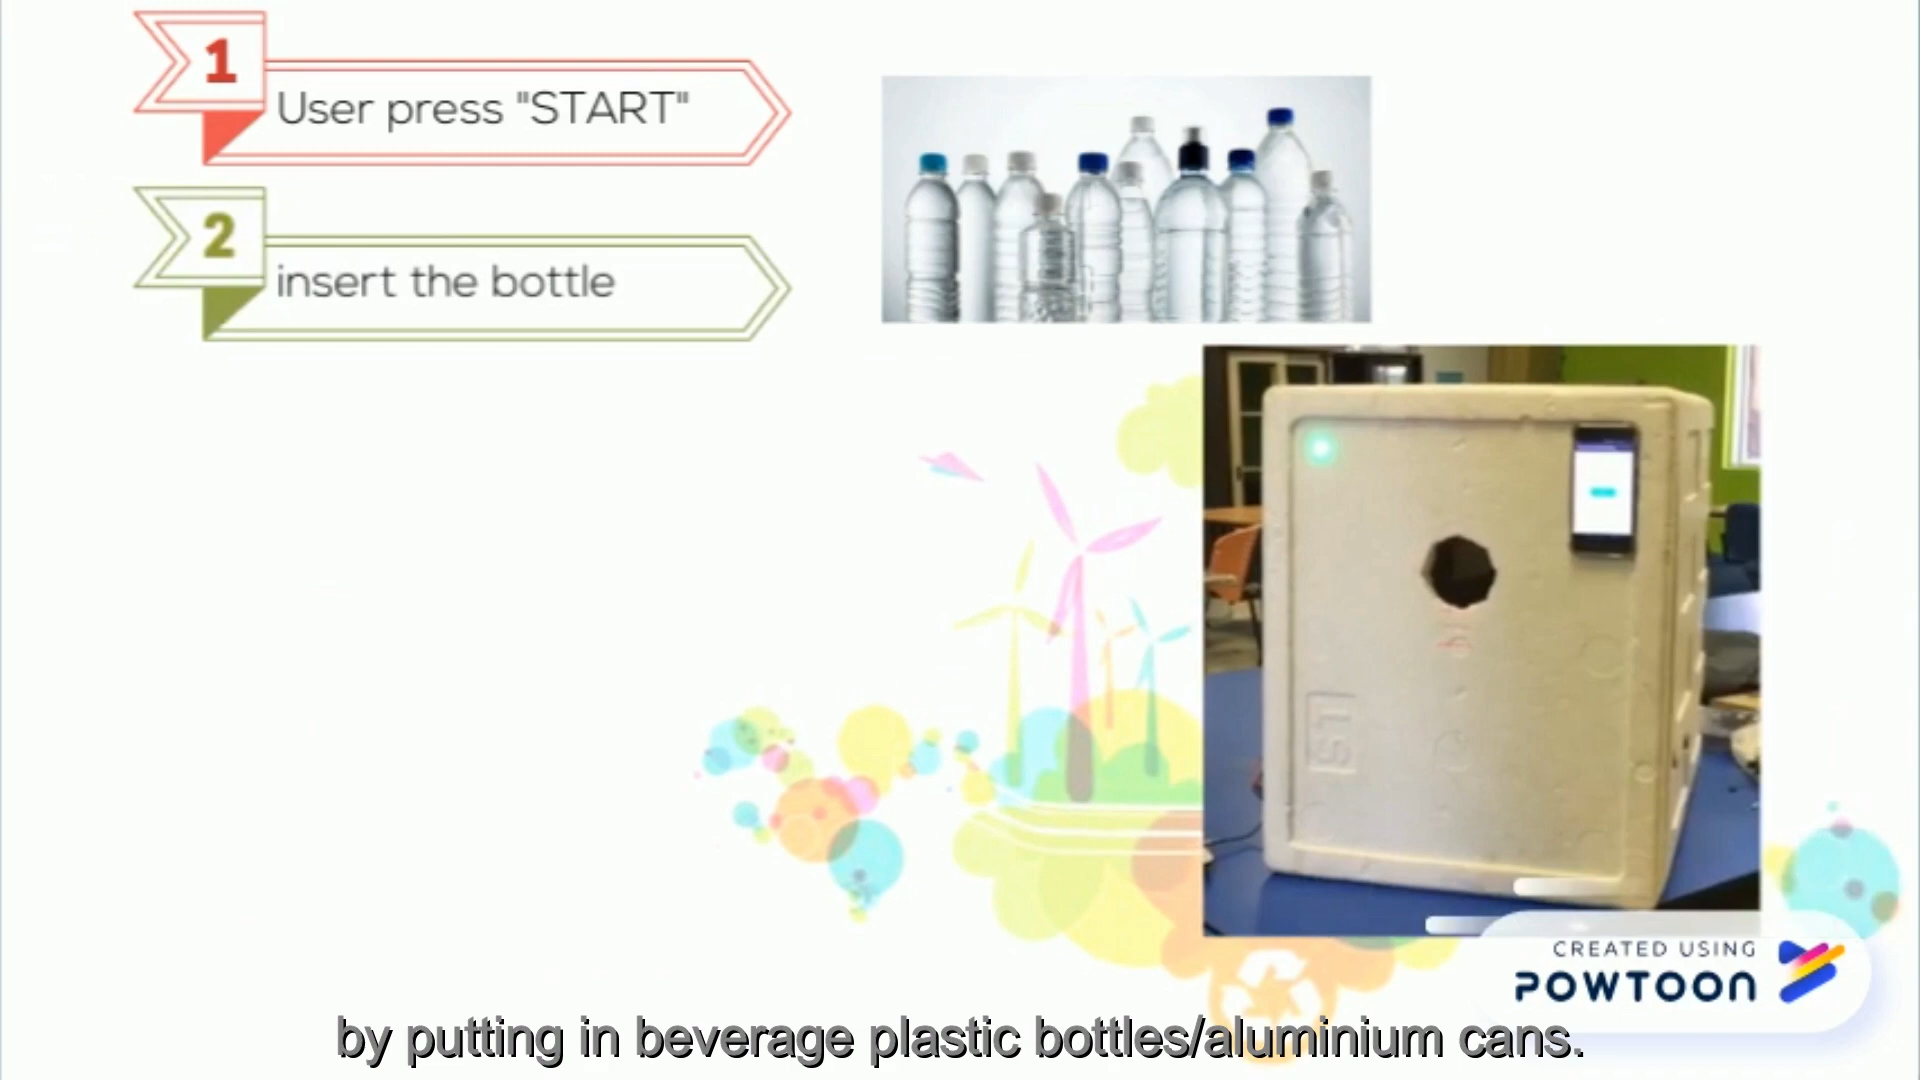 1
User press "START"
2
insert the bottle
CREATED USING
POWTOON
by putting in beverage plastic bottles/aluminium cans.